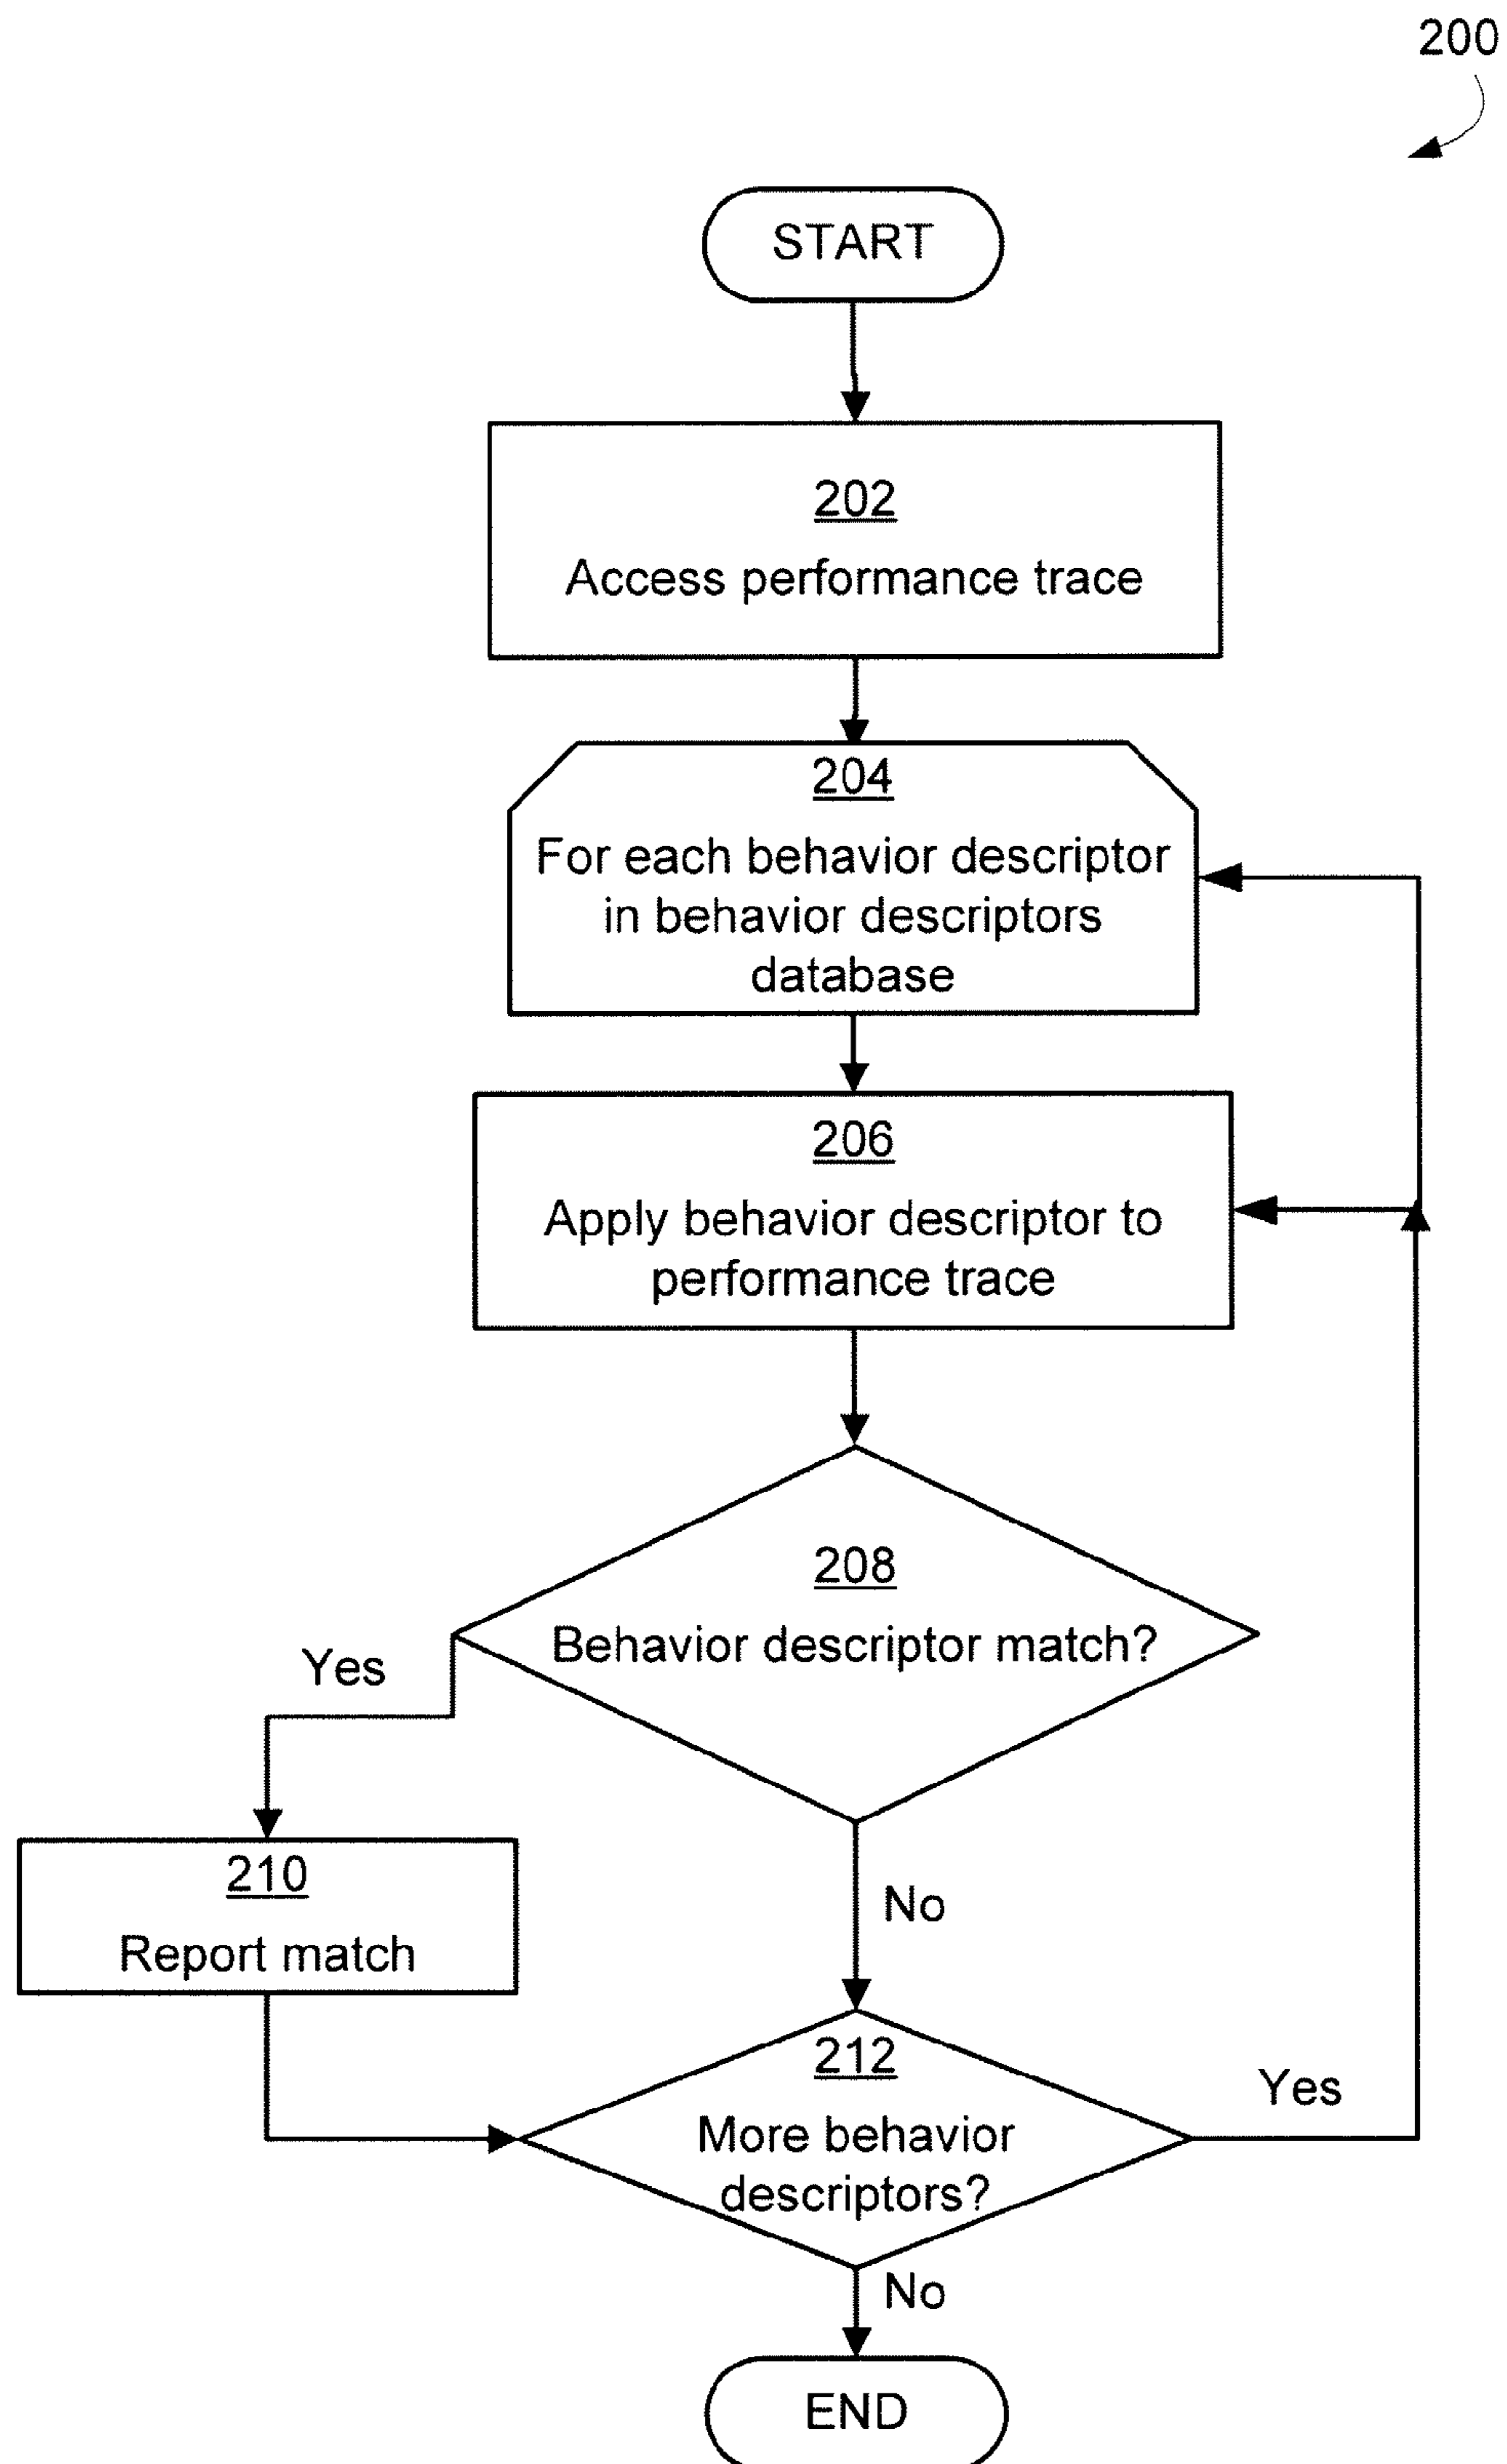 200
START
202
Access performance trace
204
For each behavior descriptor
in behavior descriptors
database
206
Apply behavior descriptor to
performance trace
208
Behavior descriptor match?
Yes
210
Report match
No
212
More behavior
descriptors?
Yes
No
END